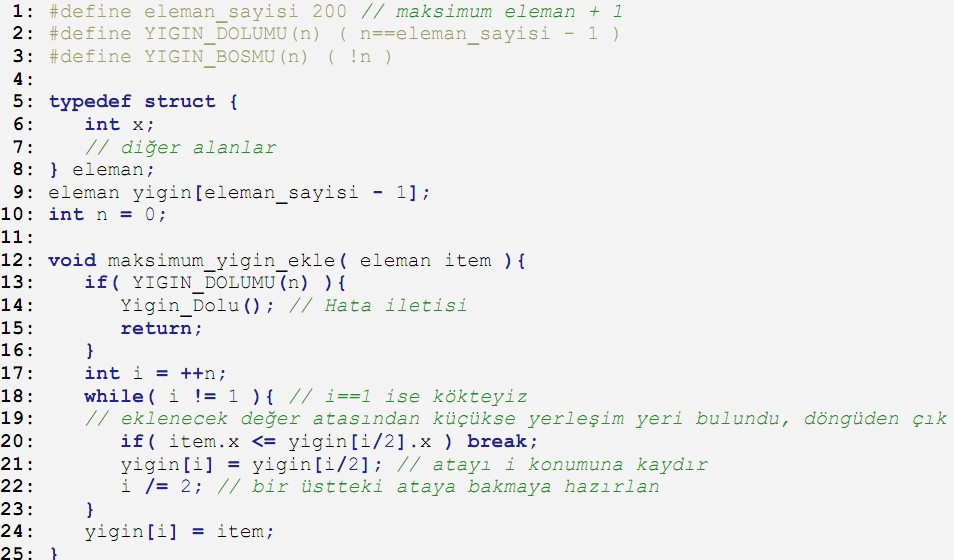 1: #define eleman_sayisi 200 // maksimum eleman + 1
2: #define YIGIN_DOLUMU(n) ( n==eleman_sayisi - 1 )
3: #define YIGIN_BOSMU(n) ( !n )
4:
5: typedef struct {
6:    int x;
7:    // diğer alanlar
8: } eleman;
9: eleman yigin[eleman_sayisi - 1];
10: int n = 0;
11:
12: void maksimum_yigin_ekle( eleman item ){
13:    if( YIGIN_DOLUMU(n) ){
14:       Yigin_Dolu(); // Hata iletisi
15:       return;
16:    }
17:    int i = ++n;
18:    while( i != 1 ){ // i==1 ise kökteyiz
19:    // eklenecek değer atasından küçükse yerleşim yeri bulundu, döngüden çık
20:       if( item.x <= yigin[i/2].x ) break;
21:       yigin[i] = yigin[i/2]; // atayı i konumuna kaydır
22:       i /= 2; // bir üstteki ataya bakmaya hazırlan
23:    }
24:    yigin[i] = item;
25: }